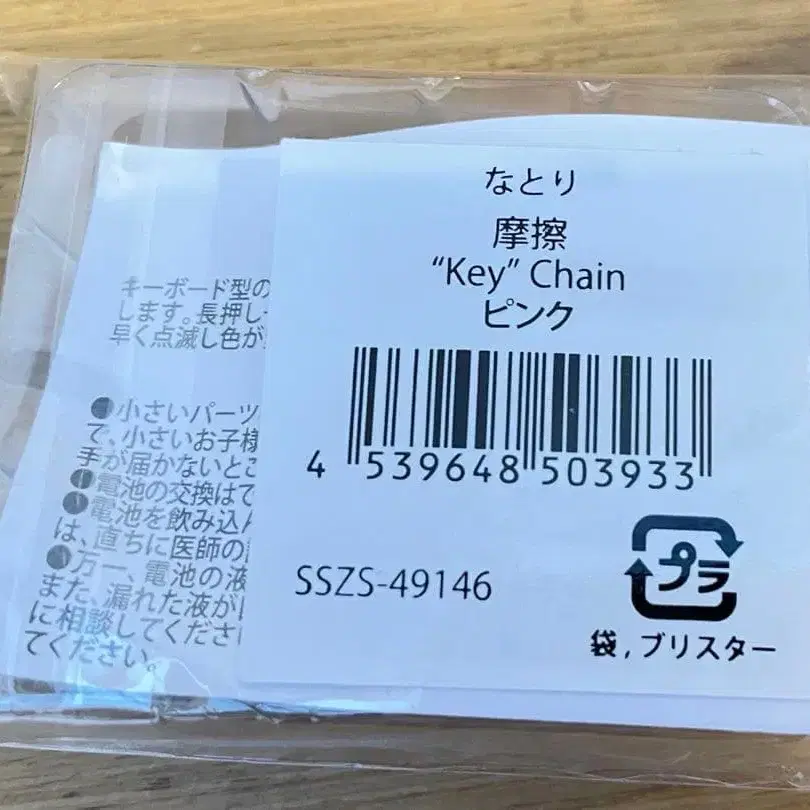 なとり
摩擦
“Key” Chain
ピンク
4 539648 503933
SSZS-49146
プラ
袋,ブリスター
キーボード型の
します。長押し
早く点滅し色が
●小さいパーツ
で、小さいお子様
手が届かないとこ
●電池の交換はで
●電池を飲み込ん
は、直ちに医師の
●万一、電池の液
また、漏れた液が
に相談してくださ
てください。